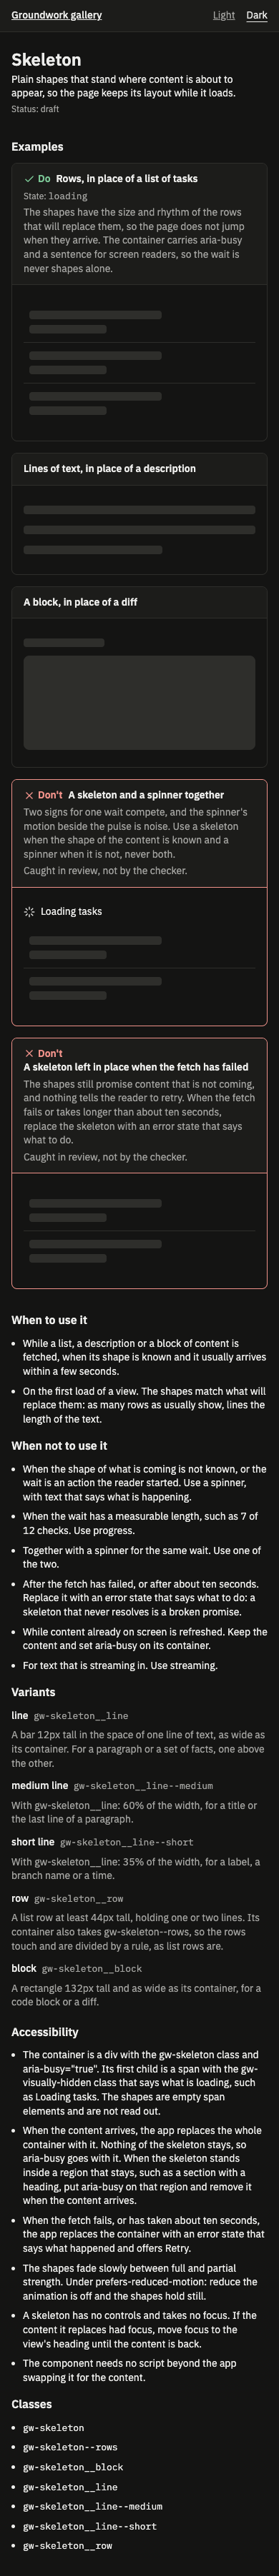 Groundwork gallery
Light
Dark
Skeleton
Plain shapes that stand where content is about to
appear, so the page keeps its layout while it loads.
Status: draft
Examples
Do Rows, in place of a list of tasks
State: loading
The shapes have the size and rhythm of the rows
that will replace them, so the page does not jump
when they arrive. The container carries aria-busy
and a sentence for screen readers, so the wait is
never shapes alone.
Lines of text, in place of a description
A block, in place of a diff
Don't A skeleton and a spinner together
Two signs for one wait compete, and the spinner's
motion beside the pulse is noise. Use a skeleton
when the shape of the content is known and a
spinner when it is not, never both.
Caught in review, not by the checker.
Loading tasks
Don't
A skeleton left in place when the fetch has failed
The shapes still promise content that is not coming,
and nothing tells the reader to retry. When the fetch
fails or takes longer than about ten seconds,
replace the skeleton with an error state that says
what to do.
Caught in review, not by the checker.
When to use it
While a list, a description or a block of content is
fetched, when its shape is known and it usually arrives
within a few seconds.
On the first load of a view. The shapes match what will
replace them: as many rows as usually show, lines the
length of the text.
When not to use it
When the shape of what is coming is not known, or the
wait is an action the reader started. Use a spinner,
with text that says what is happening.
When the wait has a measurable length, such as 7 of
12 checks. Use progress.
Together with a spinner for the same wait. Use one of
the two.
After the fetch has failed, or after about ten seconds.
Replace it with an error state that says what to do: a
skeleton that never resolves is a broken promise.
While content already on screen is refreshed. Keep the
content and set aria-busy on its container.
For text that is streaming in. Use streaming.
Variants
line gw-skeleton__line
A bar 12px tall in the space of one line of text, as wide as
its container. For a paragraph or a set of facts, one above
the other.
medium line gw-skeleton__line--medium
With gw-skeleton__line: 60% of the width, for a title or
the last line of a paragraph.
short line gw-skeleton__line--short
With gw-skeleton__line: 35% of the width, for a label, a
branch name or a time.
row gw-skeleton__row
A list row at least 44px tall, holding one or two lines. Its
container also takes gw-skeleton--rows, so the rows
touch and are divided by a rule, as list rows are.
block gw-skeleton__block
A rectangle 132px tall and as wide as its container, for a
code block or a diff.
Accessibility
The container is a div with the gw-skeleton class and
aria-busy="true". Its first child is a span with the gw-
visually-hidden class that says what is loading, such
as Loading tasks. The shapes are empty span
elements and are not read out.
When the content arrives, the app replaces the whole
container with it. Nothing of the skeleton stays, so
aria-busy goes with it. When the skeleton stands
inside a region that stays, such as a section with a
heading, put aria-busy on that region and remove it
when the content arrives.
When the fetch fails, or has taken about ten seconds,
the app replaces the container with an error state that
says what happened and offers Retry.
The shapes fade slowly between full and partial
strength. Under prefers-reduced-motion: reduce the
animation is off and the shapes hold still.
A skeleton has no controls and takes no focus. If the
content it replaces had focus, move focus to the
view's heading until the content is back.
The component needs no script beyond the app
swapping it for the content.
Classes
gw-skeleton
gw-skeleton--rows
gw-skeleton__block
gw-skeleton__line
gw-skeleton__line--medium
gw-skeleton__line--short
gw-skeleton__row